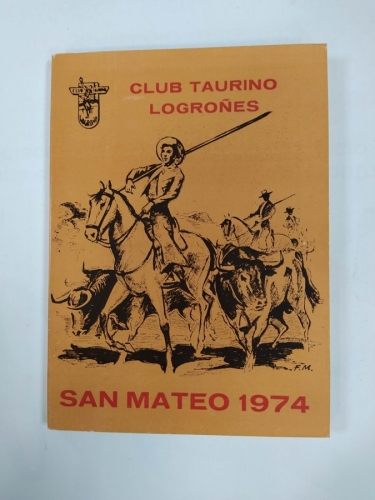 CLUB TAURINO
LOGROÑES
F.M.
SAN MATEO 1974